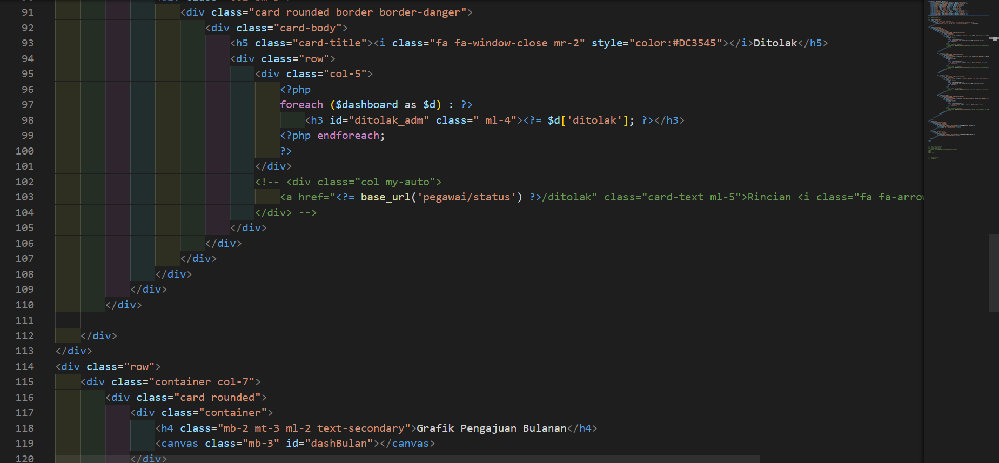 91 <div class="card rounded border border-danger">
92 <div class="card-body">
93 <h5 class="card-title"><i class="fa fa-window-close mr-2" style="color:#DC3545"></i>Ditolak</h5>
94 <div class="row">
95 <div class="col-5">
96 <?php
97 foreach ($dashboard as $d) : ?>
98 <h3 id="ditolak_adm" class=" ml-4"><?= $d['ditolak']; ?></h3>
99 <?php endforeach;
100 ?>
101 </div>
102 <!-- <div class="col my-auto">
103 <a href="<?= base_url('pegawai/status') ?>/ditolak" class="card-text ml-5">Rincian <i class="fa fa-arrow
104 </div> -->
105 </div>
106 </div>
107 </div>
108 </div>
109 </div>
110 </div>
111
112 </div>
113 </div>
114 <div class="row">
115 <div class="container col-7">
116 <div class="card rounded">
117 <div class="container">
118 <h4 class="mb-2 mt-3 ml-2 text-secondary">Grafik Pengajuan Bulanan</h4>
119 <canvas class="mb-3" id="dashBulan"></canvas>
120 </div>